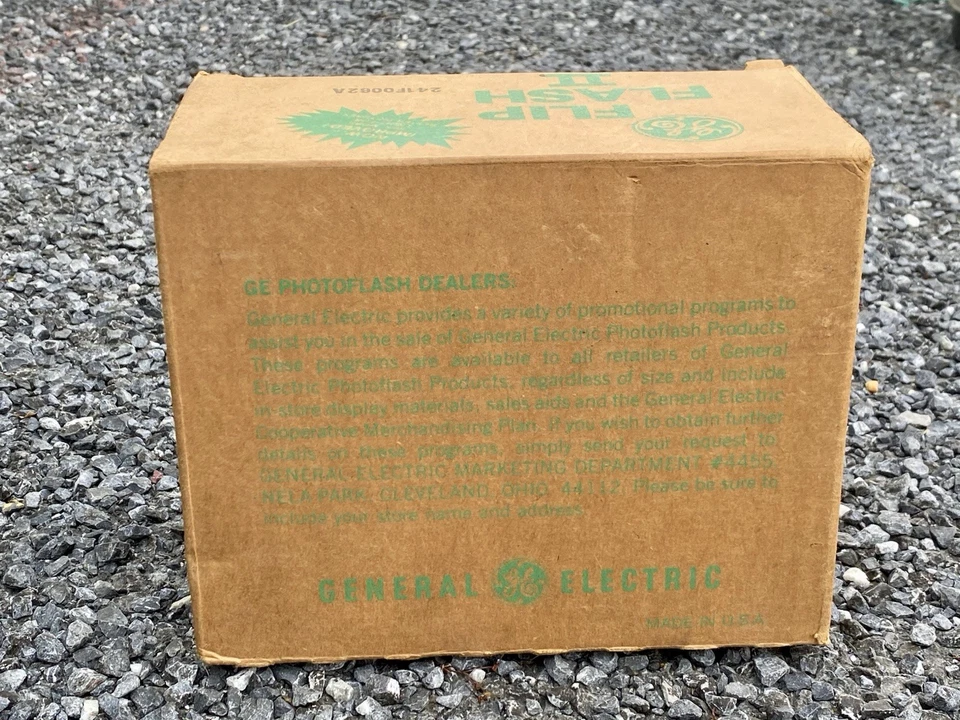 241F0062A
FLIP
FLASH
II
GE
GE PHOTOFLASH DEALERS.
General Electric provides a variety of promotional programs to
assist you in the sale of General Electric Photoflash Products.
These programs are available to all retailers of General
Electric Photoflash Products, regardless of size and include
in-store display materials, sales aids and the General Electric
Cooperative Merchandising Plan. If you wish to obtain further
details on these programs, simply send your request to:
GENERAL ELECTRIC MARKETING DEPARTMENT #4455,
NELA PARK, CLEVELAND, OHIO 44112. Please be sure to
include your store name and address.
GENERAL GE ELECTRIC
MADE IN U.S.A.